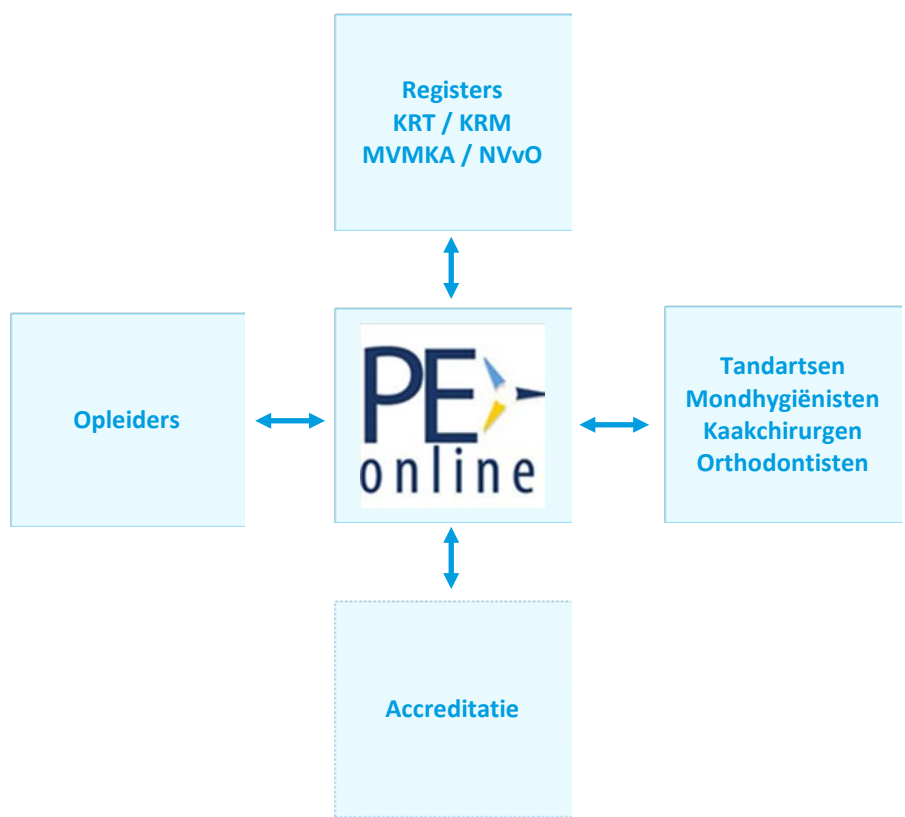 Registers
KRT / KRM
MVMKA / NVvO
Opleiders
PE
online
Tandartsen
Mondhygiënisten
Kaakchirurgen
Orthodontisten
Accreditatie